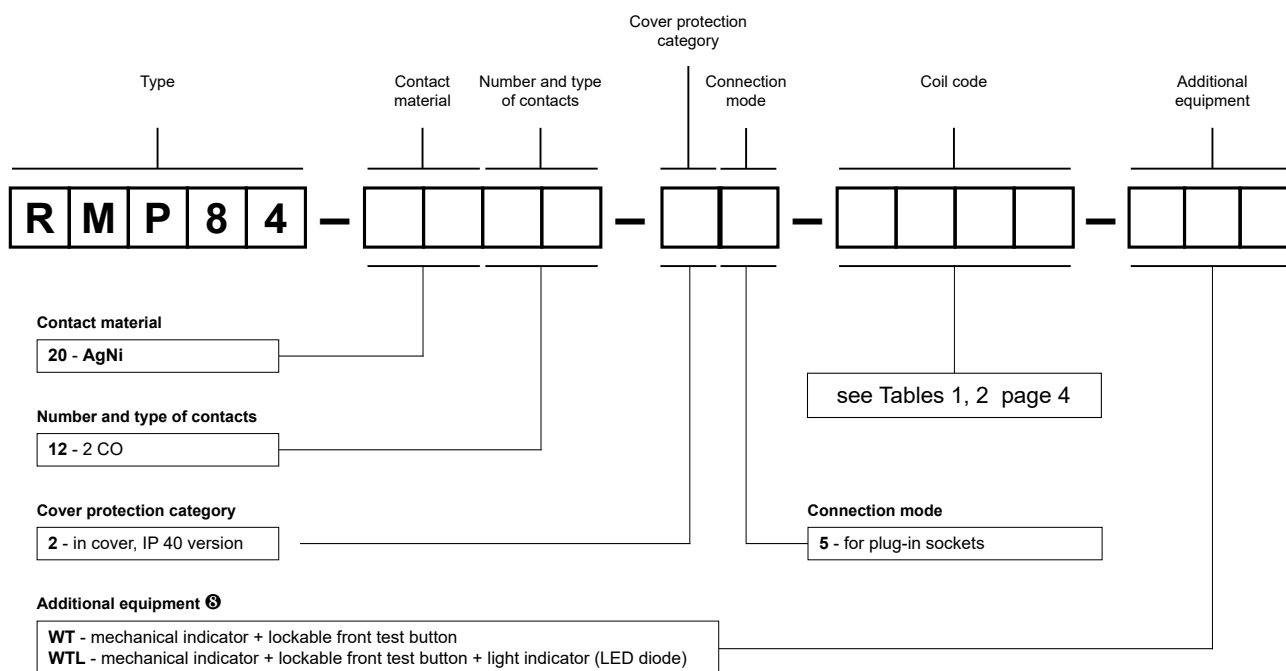 Cover protection
category
Type
Contact
material
Number and type
of contacts
Connection
mode
Coil code
Additional
equipment
R M P 8 4 – – – –
Contact material
20 - AgNi
see Tables 1, 2 page 4
Number and type of contacts
12 - 2 CO
Cover protection category
2 - in cover, IP 40 version
Connection mode
5 - for plug-in sockets
Additional equipment ❽
WT - mechanical indicator + lockable front test button
WTL - mechanical indicator + lockable front test button + light indicator (LED diode)